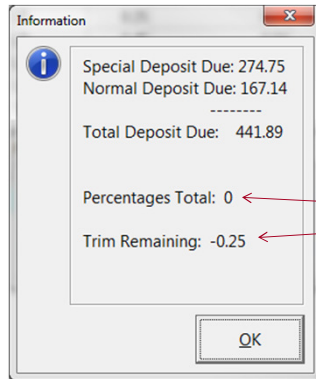 Information
Special Deposit Due: 274.75
Normal Deposit Due: 167.14
--------
Total Deposit Due: 441.89
Percentages Total: 0
Trim Remaining: -0.25
OK